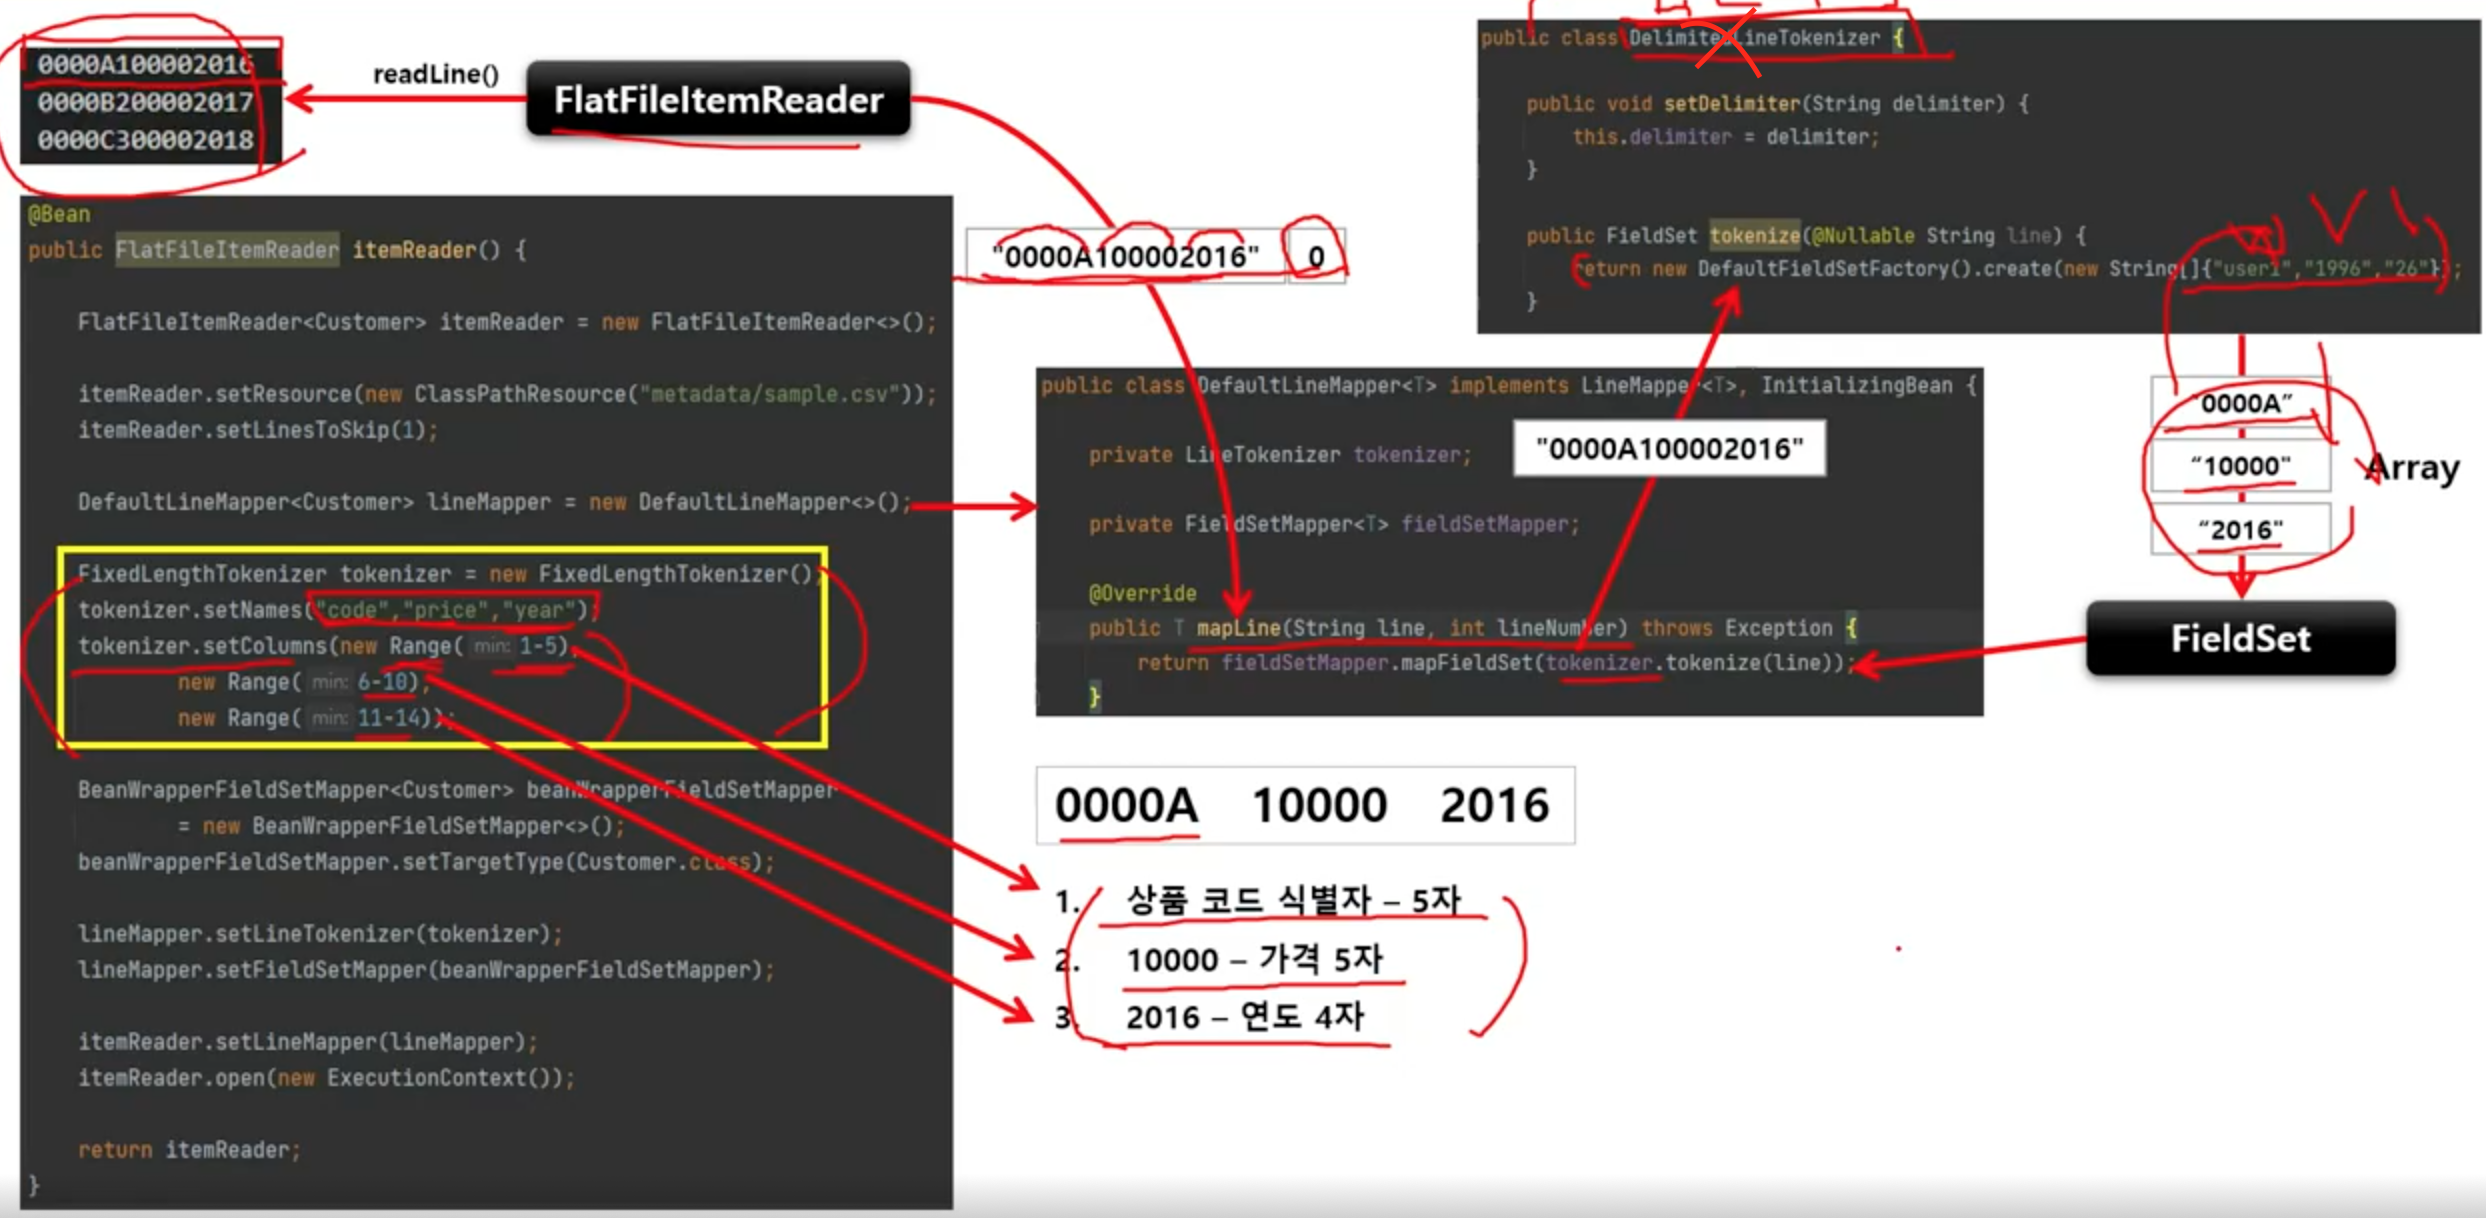 0000A100002016
0000B200002017
0000C300002018
readLine()
FlatFileItemReader
@Bean
public FlatFileItemReader itemReader() {
FlatFileItemReader<Customer> itemReader = new FlatFileItemReader<>();
itemReader.setResource(new ClassPathResource("metadata/sample.csv"));
itemReader.setLinesToSkip(1);
DefaultLineMapper<Customer> lineMapper = new DefaultLineMapper<>();
FixedLengthTokenizer tokenizer = new FixedLengthTokenizer();
tokenizer.setNames("code","price","year");
tokenizer.setColumns(new Range( min: 1-5),
new Range( min: 6-10),
new Range( min: 11-14));
BeanWrapperFieldSetMapper<Customer> beanWrapperFieldSetMapper
= new BeanWrapperFieldSetMapper<>();
beanWrapperFieldSetMapper.setTargetType(Customer.class);
lineMapper.setLineTokenizer(tokenizer);
lineMapper.setFieldSetMapper(beanWrapperFieldSetMapper);
itemReader.setLineMapper(lineMapper);
itemReader.open(new ExecutionContext());
return itemReader;
}
"0000A100002016" 0
public class DelimitedLineTokenizer {
public void setDelimiter(String delimiter) {
this.delimiter = delimiter;
}
public FieldSet tokenize(@Nullable String line) {
return new DefaultFieldSetFactory().create(new String[]{"user1","1996","26"});
}
public class DefaultLineMapper<T> implements LineMapper<T>, InitializingBean {
private LineTokenizer tokenizer;
"0000A100002016"
private FieldSetMapper<T> fieldSetMapper;
@Override
public T mapLine(String line, int lineNumber) throws Exception {
return fieldSetMapper.mapFieldSet(tokenizer.tokenize(line));
}
"0000A"
"10000"
"2016"
Array
FieldSet
0000A 10000 2016
1. 상품 코드 식별자 – 5자
2. 10000 – 가격 5자
3. 2016 – 연도 4자